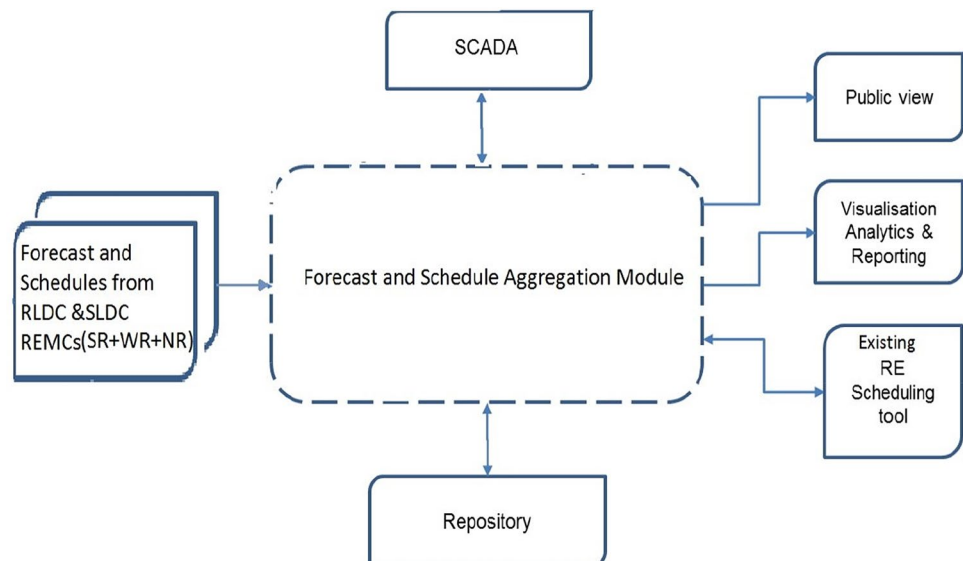 SCADA
Public view
Visualisation
Analytics &
Reporting
Forecast and
Schedules from
RLDC &SLDC
REMCs(SR+WR+NR)
Forecast and Schedule Aggregation Module
Existing
RE
Scheduling
tool
Repository